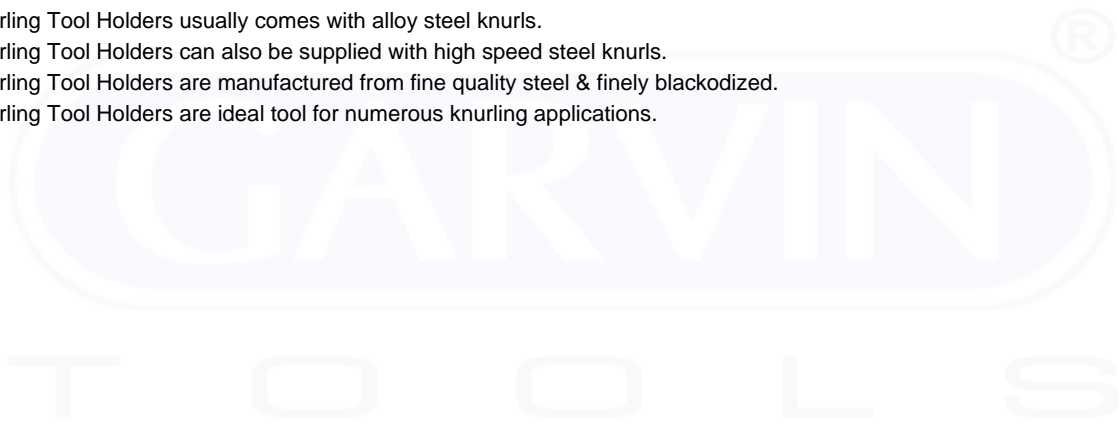 rling Tool Holders usually comes with alloy steel knurls.
rling Tool Holders can also be supplied with high speed steel knurls.
rling Tool Holders are manufactured from fine quality steel & finely blackodized.
rling Tool Holders are ideal tool for numerous knurling applications.
GARVIN ®
TOOLS